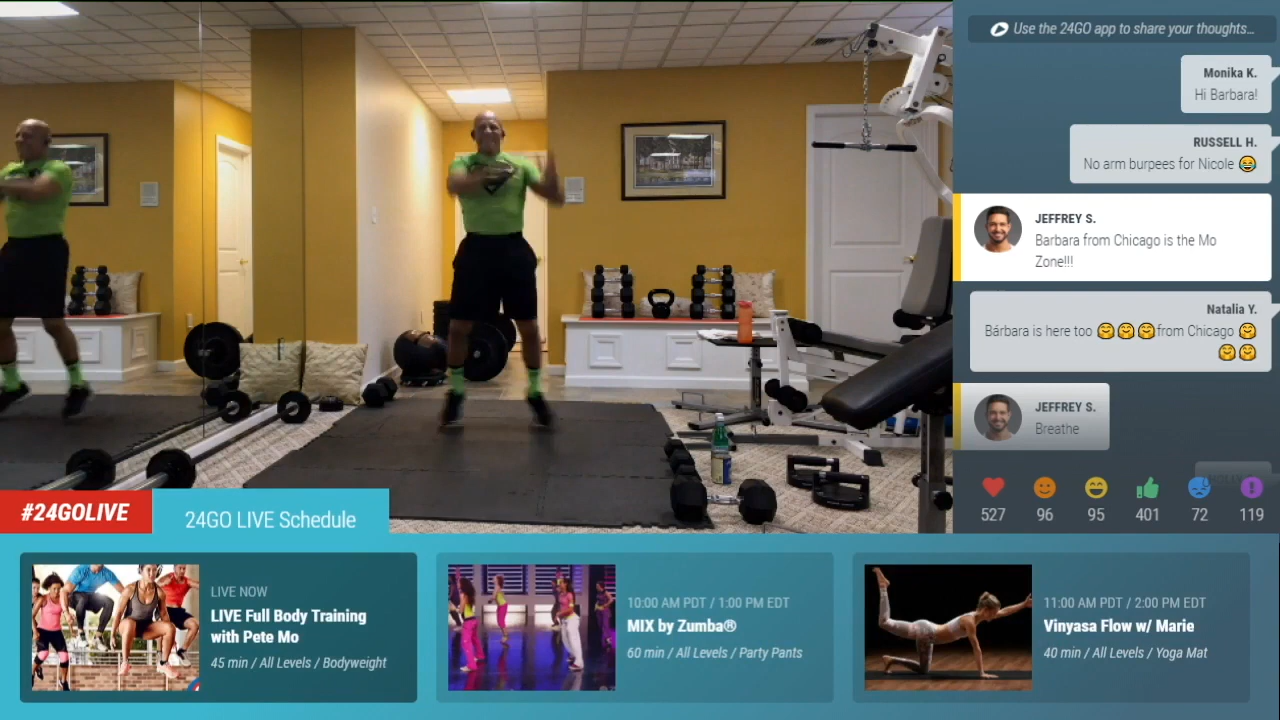 Use the 24GO app to share your thoughts...
Monika K.
Hi Barbara!
RUSSELL H.
No arm burpees for Nicole 😂
JEFFREY S.
Barbara from Chicago is the Mo
Zone!!!
Natalia Y.
Bárbara is here too 🤗🤗🤗from Chicago 🤗
🤗🤗
JEFFREY S.
Breathe
527 96 95 401 72 119
#24GOLIVE
24GO LIVE Schedule
LIVE NOW
LIVE Full Body Training
with Pete Mo
45 min / All Levels / Bodyweight
10:00 AM PDT / 1:00 PM EDT
MIX by Zumba®
60 min / All Levels / Party Pants
11:00 AM PDT / 2:00 PM EDT
Vinyasa Flow w/ Marie
40 min / All Levels / Yoga Mat